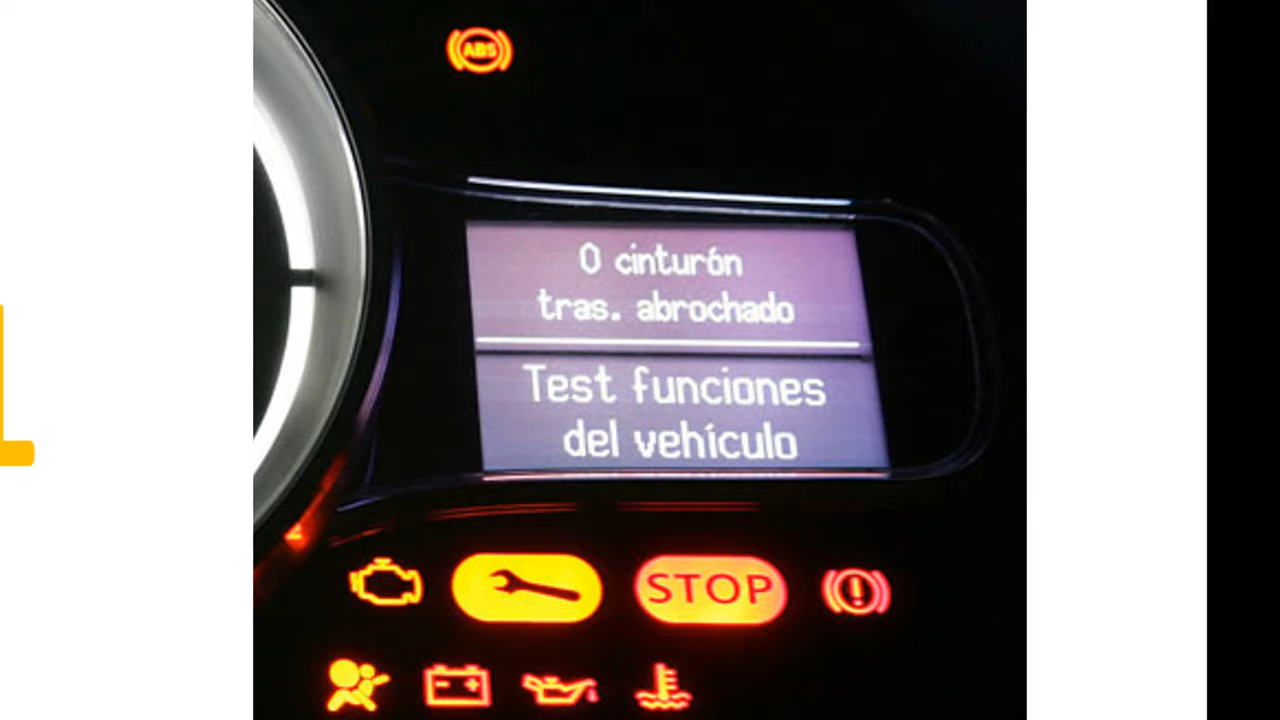 ABS
0 cinturón
tras. abrochado
Test funciones
del vehículo
STOP